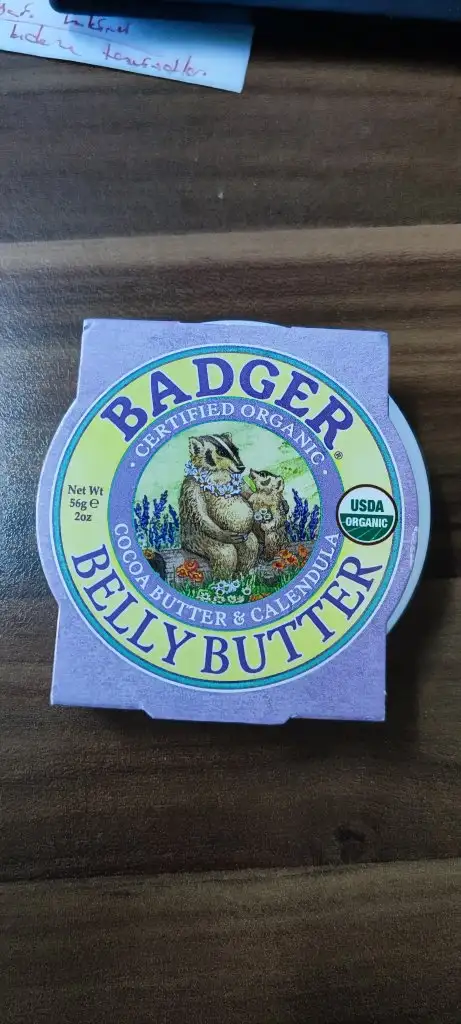 BADGER®
· CERTIFIED ORGANIC ·
Net Wt
56g ℮
2oz
USDA
ORGANIC
COCOA BUTTER & CALENDULA
BELLY BUTTER